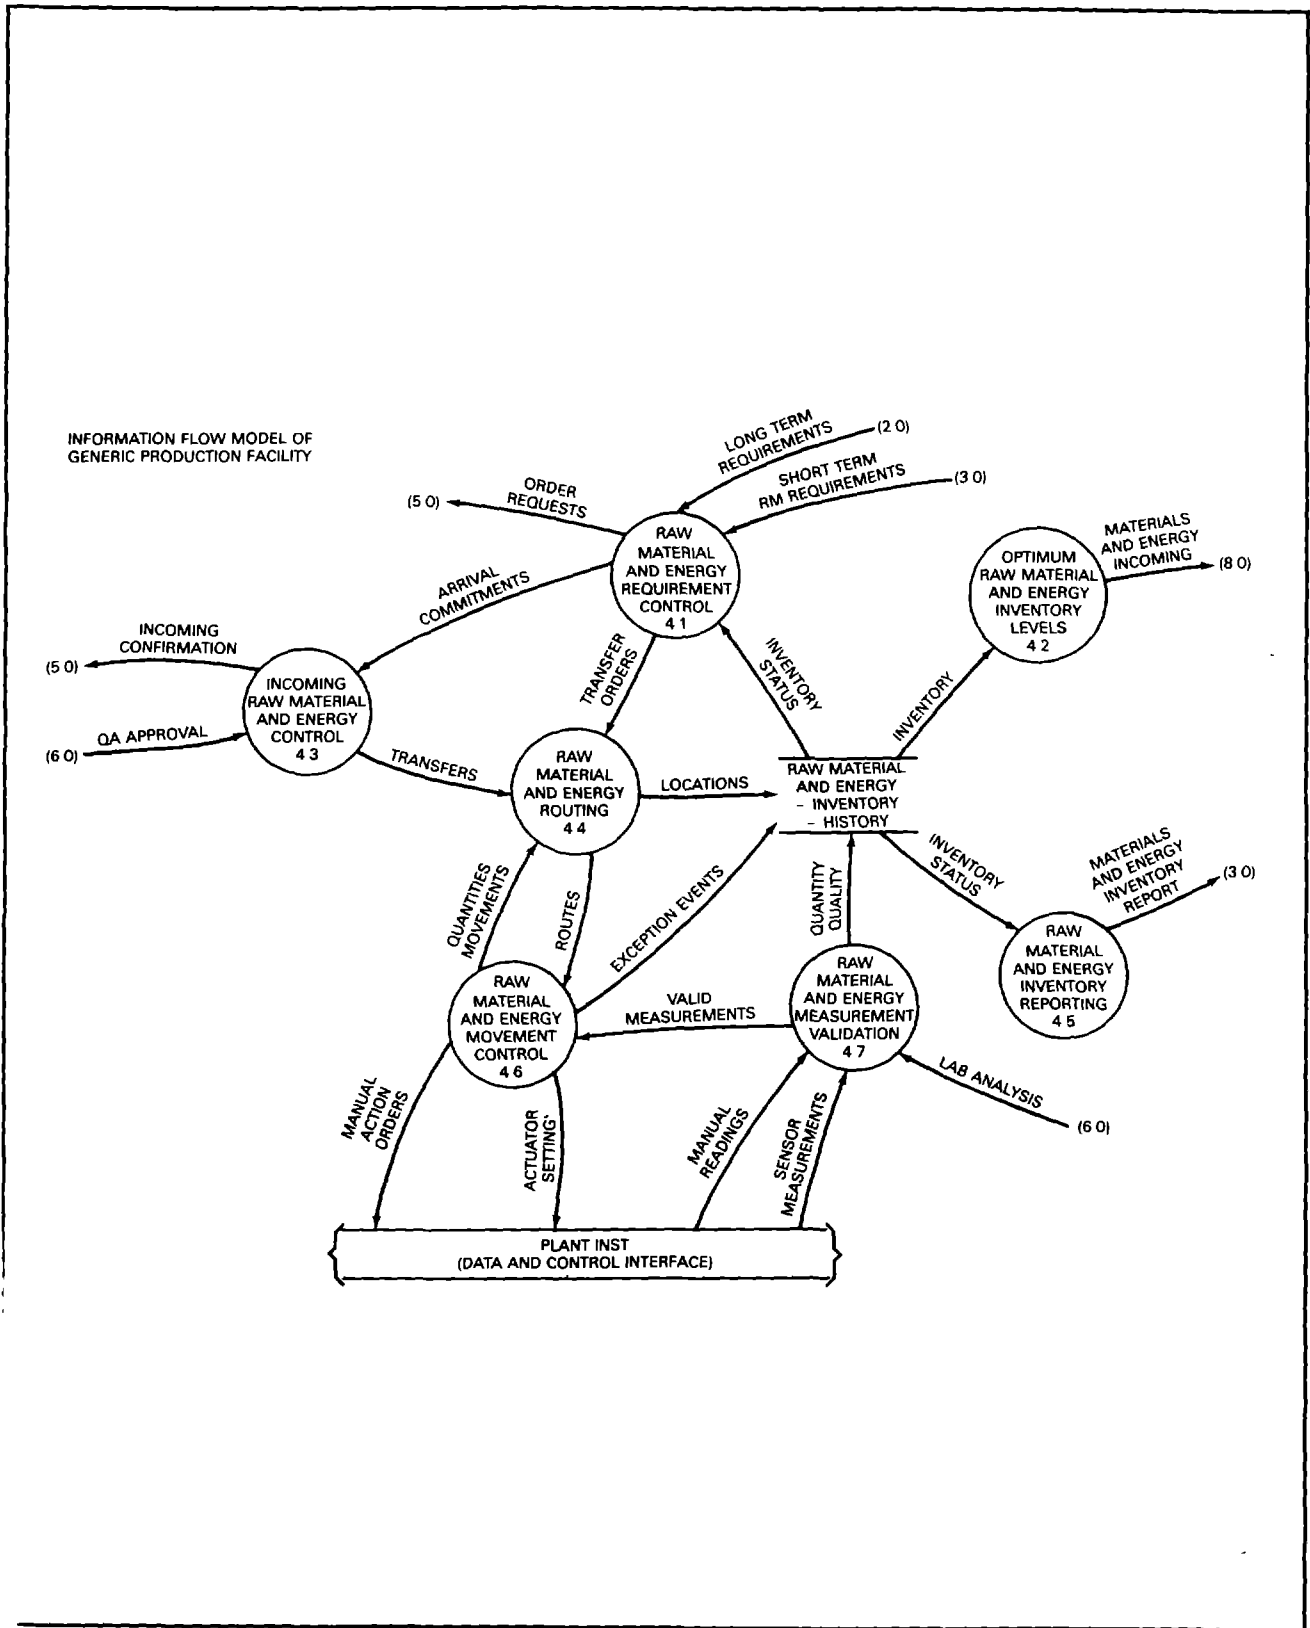 INFORMATION FLOW MODEL OF
GENERIC PRODUCTION FACILITY
LONG TERM
REQUIREMENTS
(2 0)
SHORT TERM
RM REQUIREMENTS
(3 0)
ORDER
REQUESTS
(5 0)
RAW
MATERIAL
AND ENERGY
REQUIREMENT
CONTROL
4 1
MATERIALS
AND ENERGY
INCOMING
(8 0)
OPTIMUM
RAW MATERIAL
AND ENERGY
INVENTORY
LEVELS
4 2
ARRIVAL
COMMITMENTS
INCOMING
CONFIRMATION
(5 0)
QA APPROVAL
(6 0)
INCOMING
RAW MATERIAL
AND ENERGY
CONTROL
4 3
TRANSFER
ORDERS
INVENTORY
STATUS
INVENTORY
TRANSFERS
RAW
MATERIAL
AND ENERGY
ROUTING
4 4
LOCATIONS
RAW MATERIAL
AND ENERGY
- INVENTORY
- HISTORY
QUANTITIES
MOVEMENTS
ROUTES
EXCEPTION EVENTS
QUANTITY
QUALITY
INVENTORY
STATUS
MATERIALS
AND ENERGY
INVENTORY
REPORT
(3 0)
RAW
MATERIAL
AND ENERGY
INVENTORY
REPORTING
4 5
RAW
MATERIAL
AND ENERGY
MOVEMENT
CONTROL
4 6
VALID
MEASUREMENTS
RAW
MATERIAL
AND ENERGY
MEASUREMENT
VALIDATION
4 7
LAB ANALYSIS
(6 0)
MANUAL
ACTION
ORDERS
ACTUATOR
SETTING'
MANUAL
READINGS
SENSOR
MEASUREMENTS
PLANT INST
(DATA AND CONTROL INTERFACE)